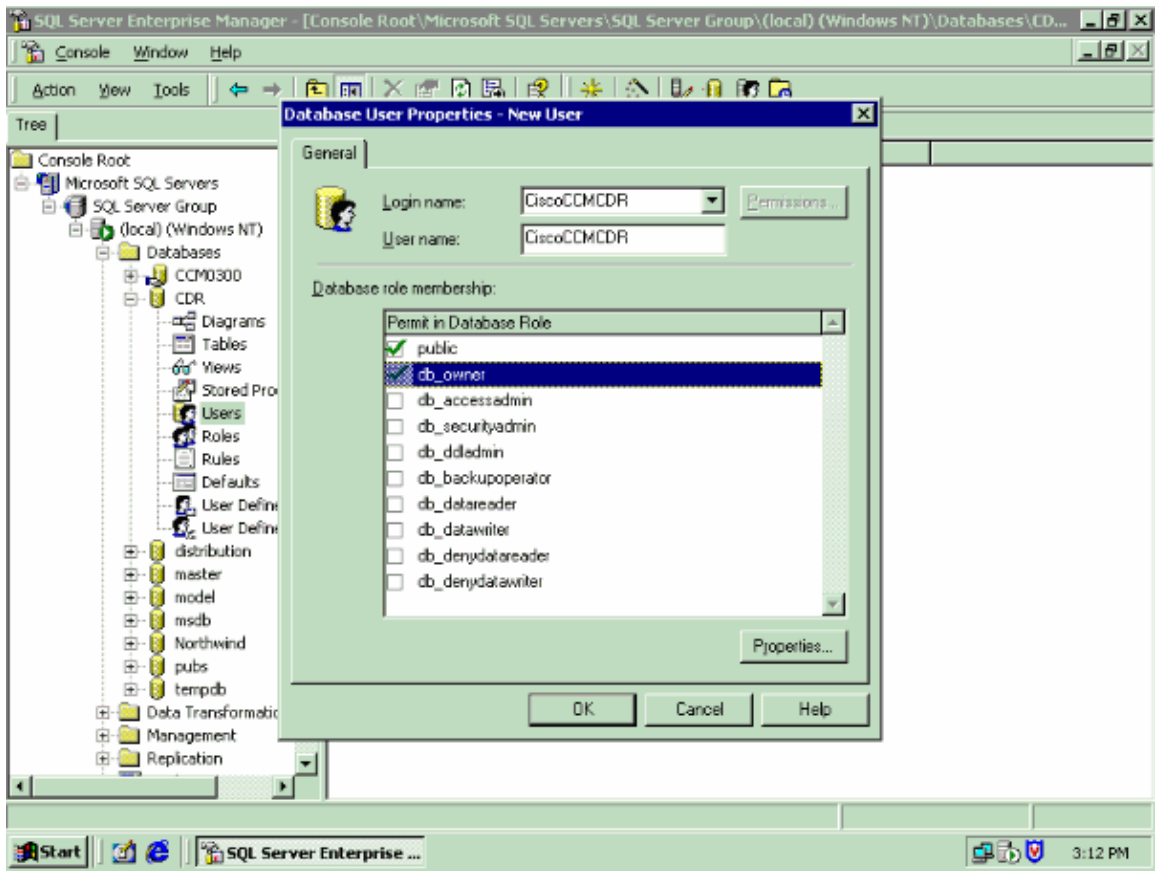 SQL Server Enterprise Manager - [Console Root\Microsoft SQL Servers\SQL Server Group\(local) (Windows NT)\Databases\CD...
Console Window Help
Action View Tools
Tree
Database User Properties - New User
General
Login name: CiscoCCMCDR Permissions...
User name: CiscoCCMCDR
Database role membership:
Permit in Database Role
public
db_owner
db_accessadmin
db_securityadmin
db_ddladmin
db_backupoperator
db_datareader
db_datawriter
db_denydatareader
db_denydatawriter
Properties...
OK Cancel Help
Console Root
Microsoft SQL Servers
SQL Server Group
(local) (Windows NT)
Databases
CCM0300
CDR
Diagrams
Tables
Views
Stored Pro
Users
Roles
Rules
Defaults
User Define
User Define
distribution
master
model
msdb
Northwind
pubs
tempdb
Data Transformatic
Management
Replication
Start SQL Server Enterprise ... 3:12 PM